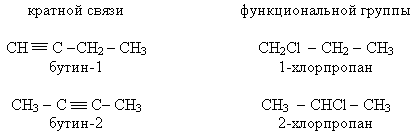 кратной связи функциональной группы
CH ≡ C – CH₂ – CH₃ CH₂Cl – CH₂ – CH₃
бутин-1 1-хлорпропан
CH₃ – C ≡ C – CH₃ CH₃ – CHCl – CH₃
бутин-2 2-хлорпропан